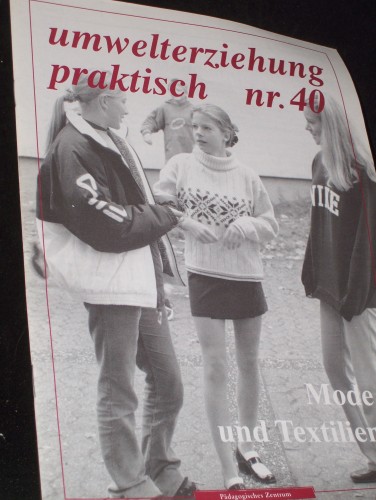 umwelterziehung
praktisch nr. 40
Mode
und Textilien
Pädagogisches Zentrum